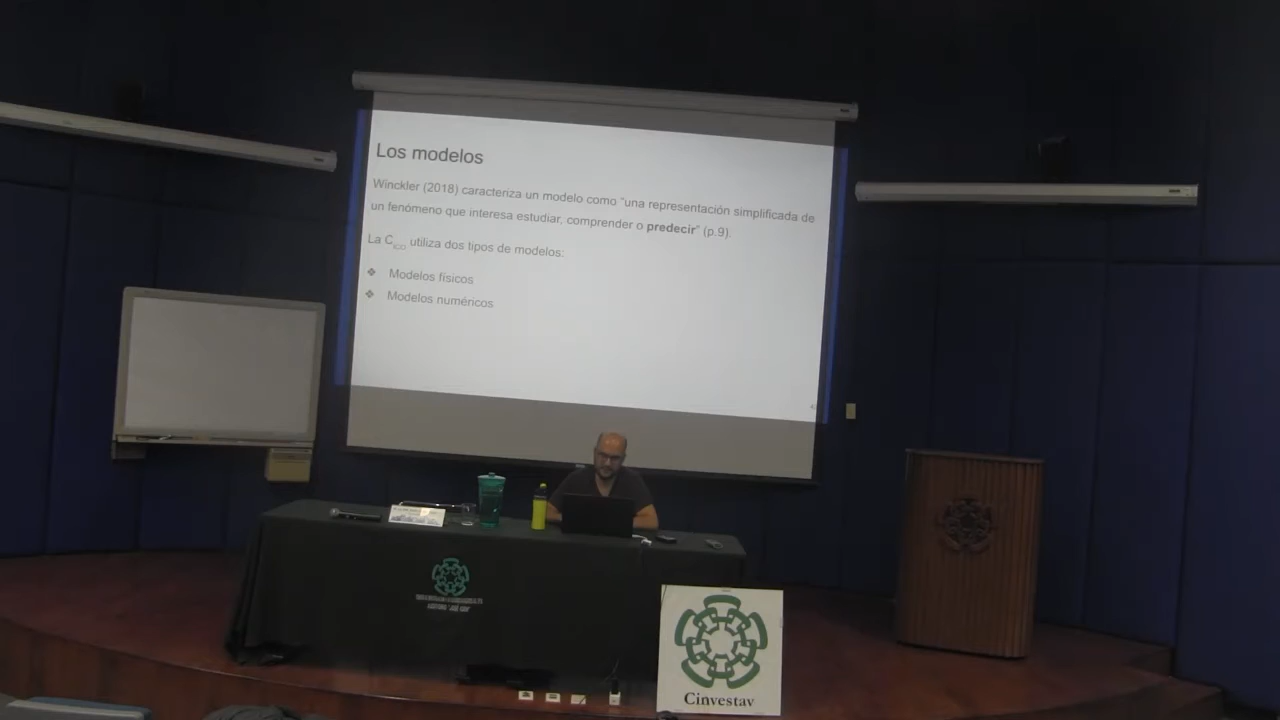 Los modelos
Winckler (2018) caracteriza un modelo como “una representación simplificada de
un fenómeno que interesa estudiar, comprender o predecir” (p.9).
La C utiliza dos tipos de modelos:
❖ Modelos físicos
❖ Modelos numéricos
Cinvestav